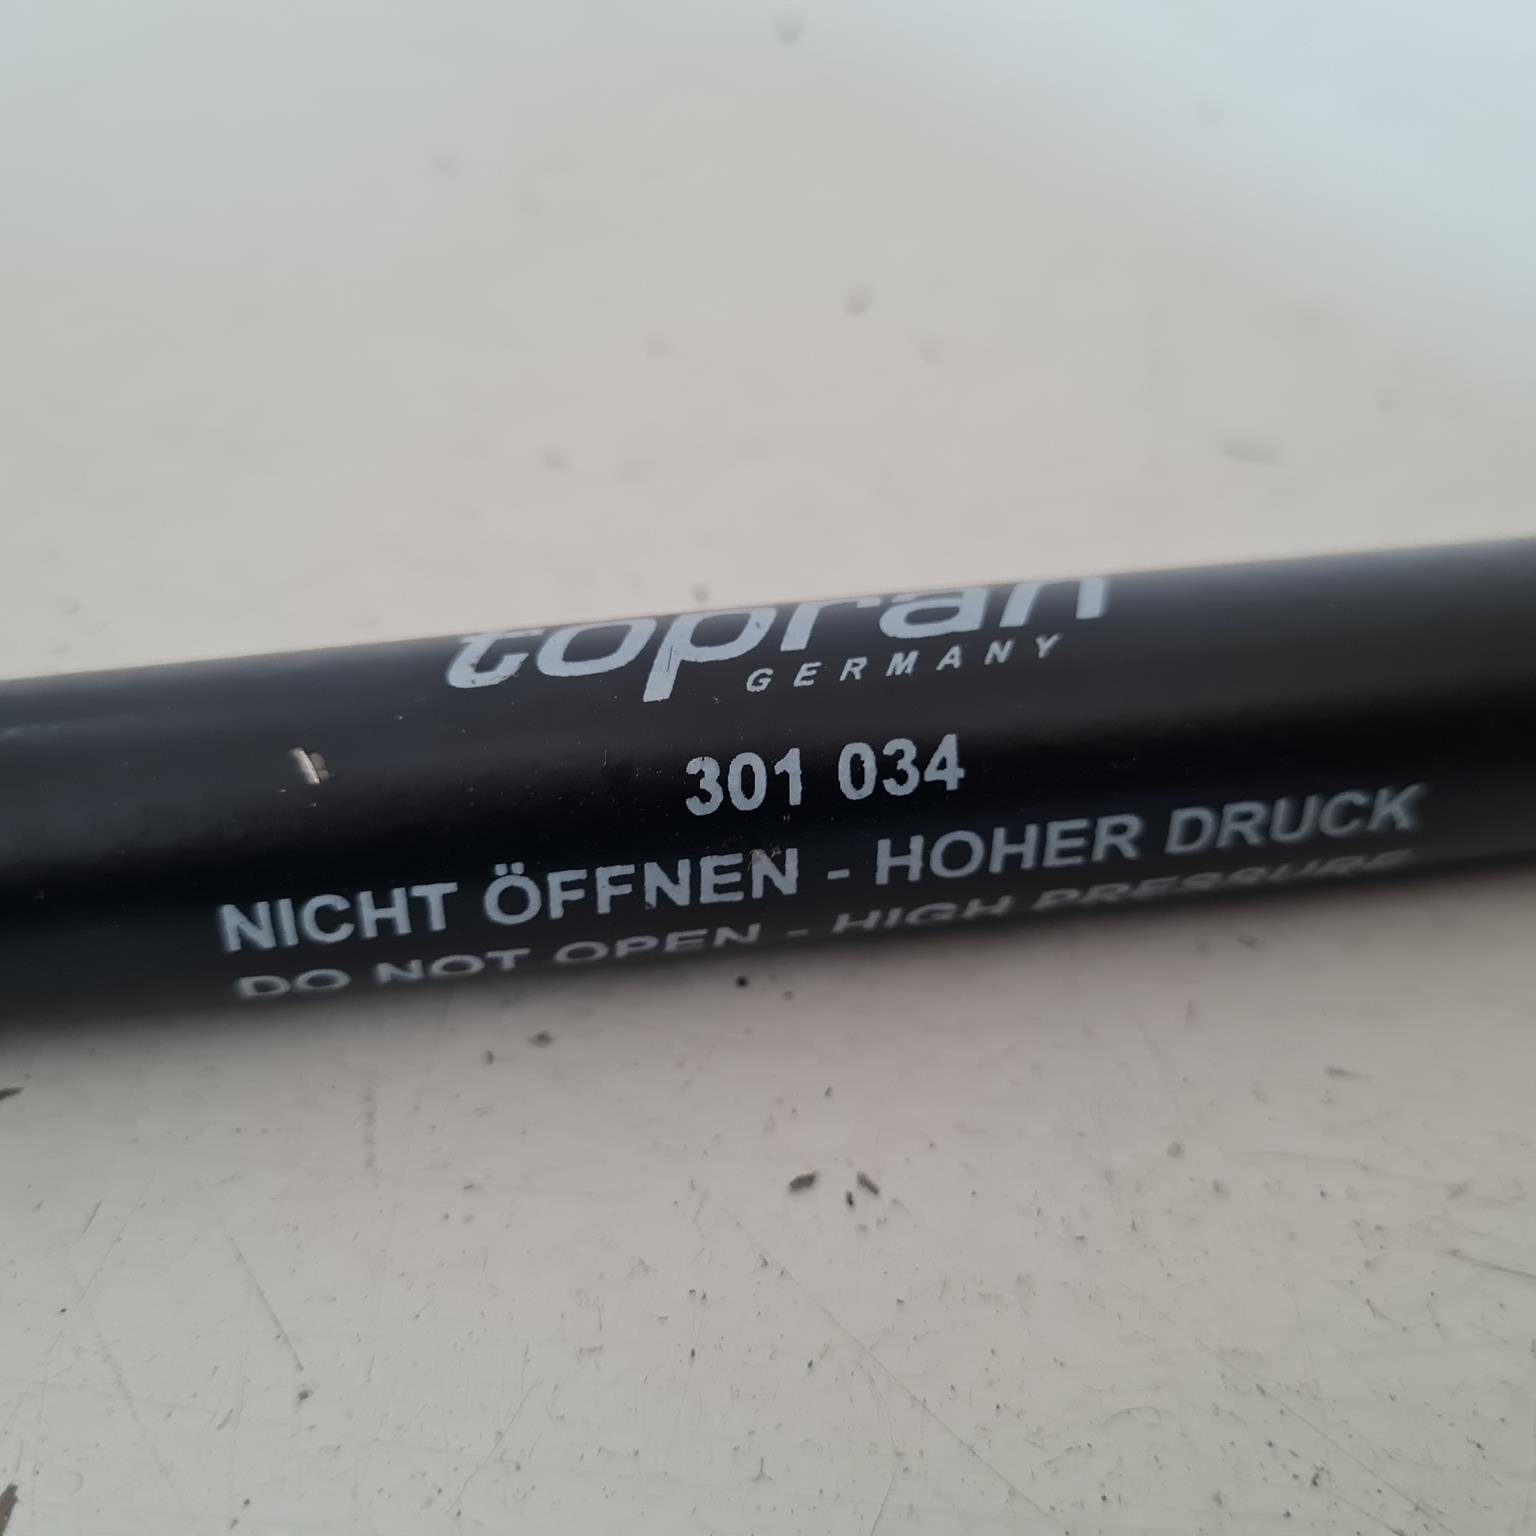 topran
GERMANY
301 034
NICHT ÖFFNEN - HOHER DRUCK
DO NOT OPEN - HIGH PRESSURE